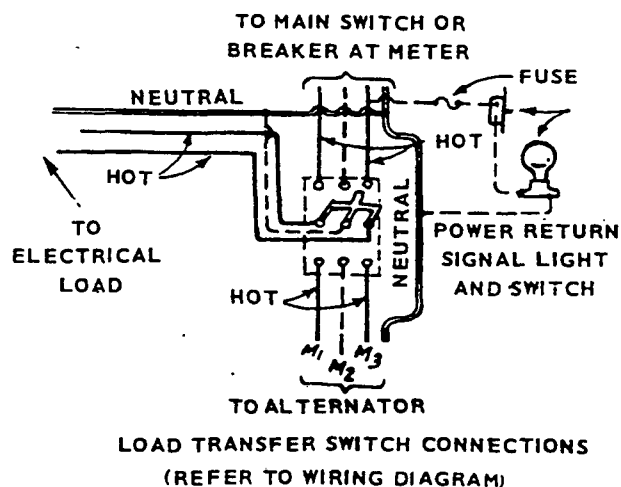 TO MAIN SWITCH OR
BREAKER AT METER
FUSE
NEUTRAL
HOT
HOT
TO
ELECTRICAL
LOAD
NEUTRAL
POWER RETURN
SIGNAL LIGHT
AND SWITCH
HOT
M1
M2
M3
TO ALTERNATOR
LOAD TRANSFER SWITCH CONNECTIONS
(REFER TO WIRING DIAGRAM)